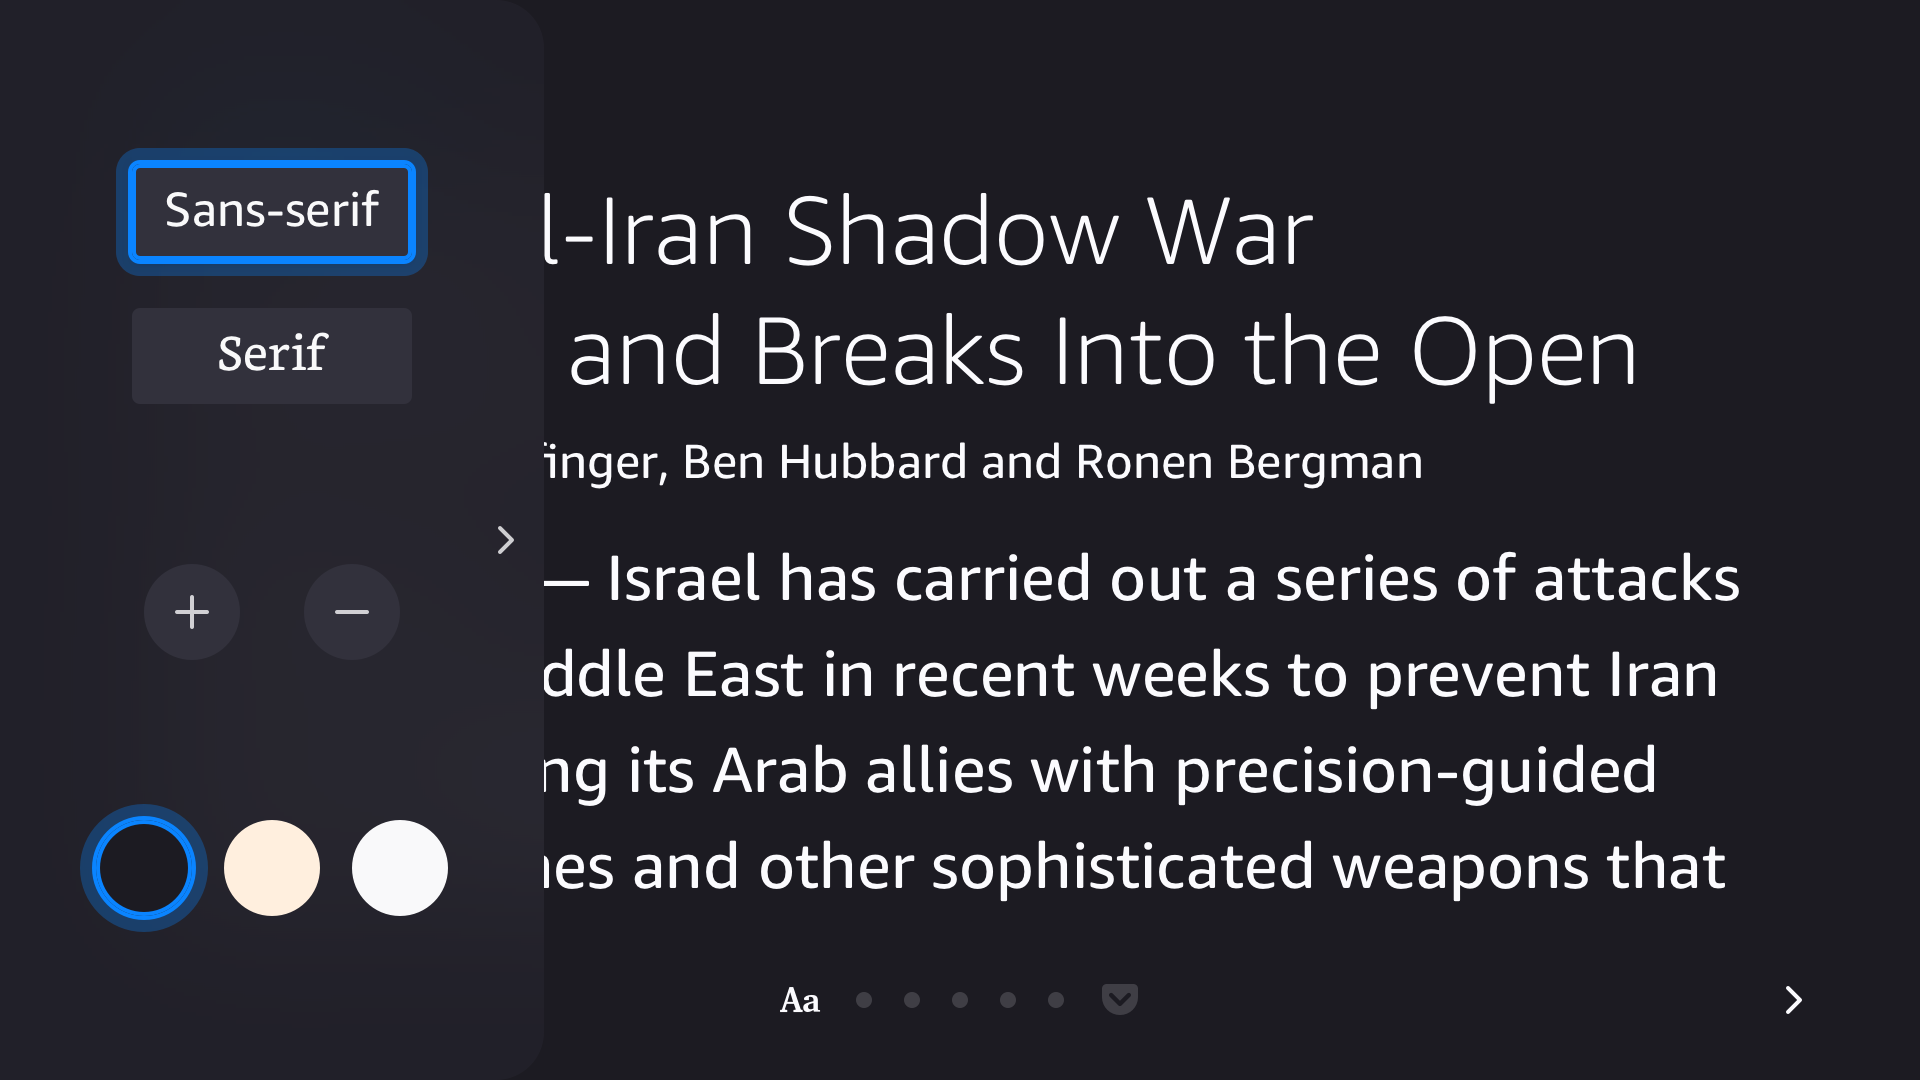 Sans-serif
Serif
l-Iran Shadow War
and Breaks Into the Open
finger, Ben Hubbard and Ronen Bergman
— Israel has carried out a series of attacks
ddle East in recent weeks to prevent Iran
ng its Arab allies with precision-guided
nes and other sophisticated weapons that
Aa